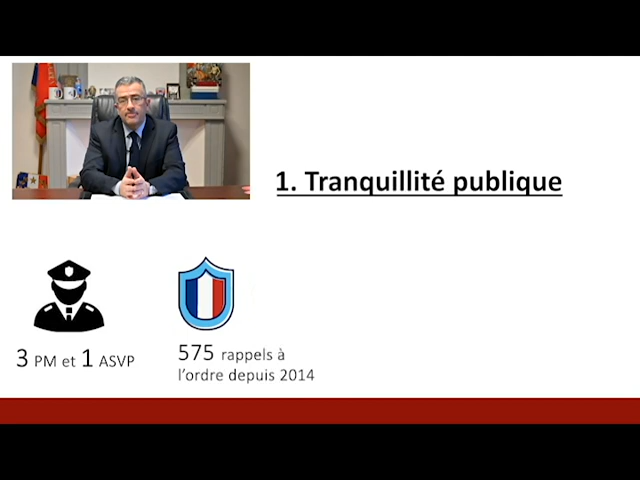 1. Tranquillité publique
3 PM et 1 ASVP
575 rappels à
l'ordre depuis 2014